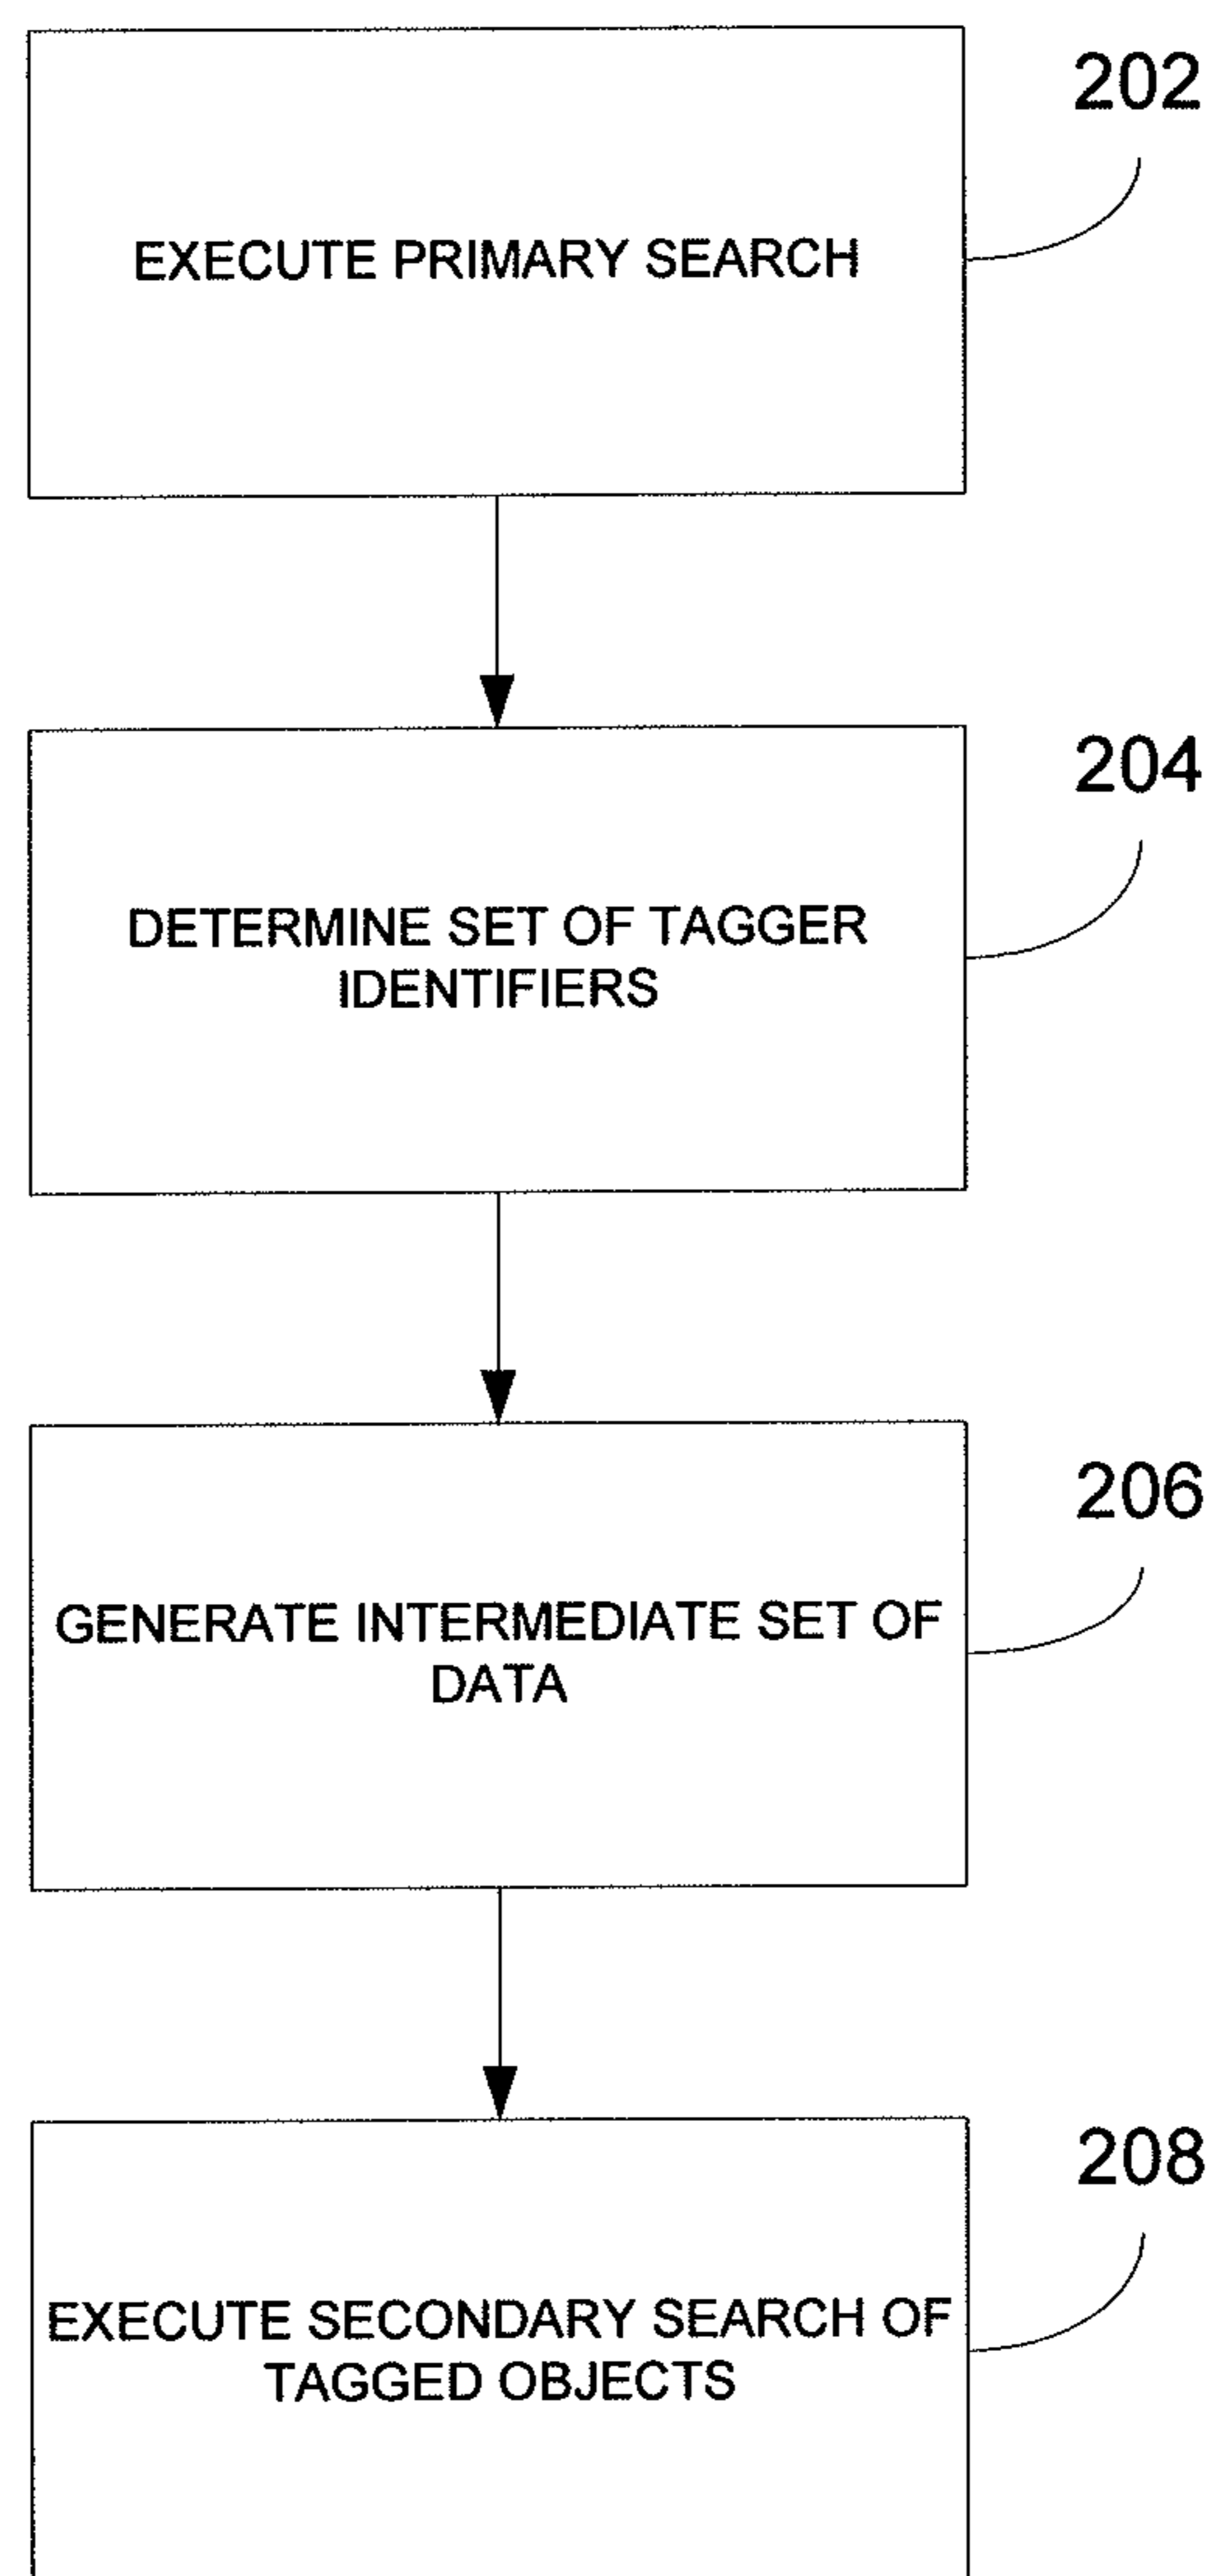 202
EXECUTE PRIMARY SEARCH
204
DETERMINE SET OF TAGGER
IDENTIFIERS
206
GENERATE INTERMEDIATE SET OF
DATA
208
EXECUTE SECONDARY SEARCH OF
TAGGED OBJECTS